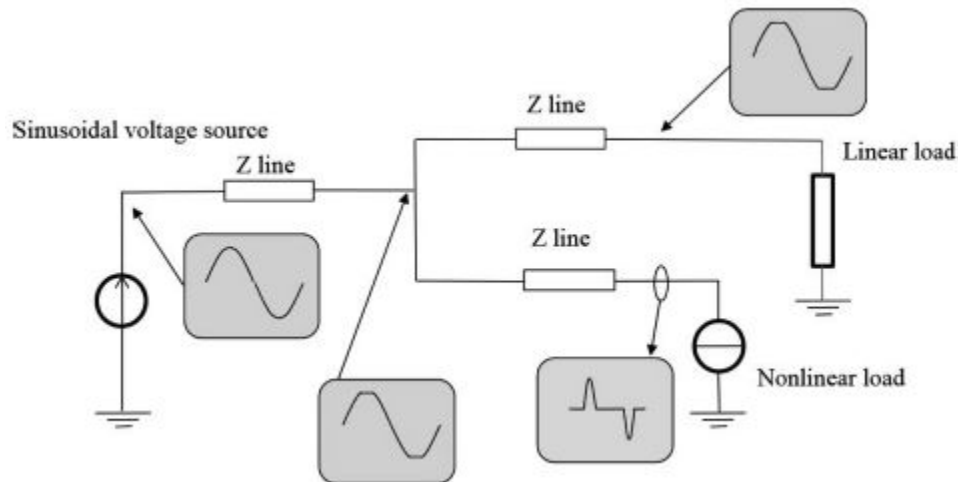 Sinusoidal voltage source
Z line
Z line
Linear load
Z line
Nonlinear load